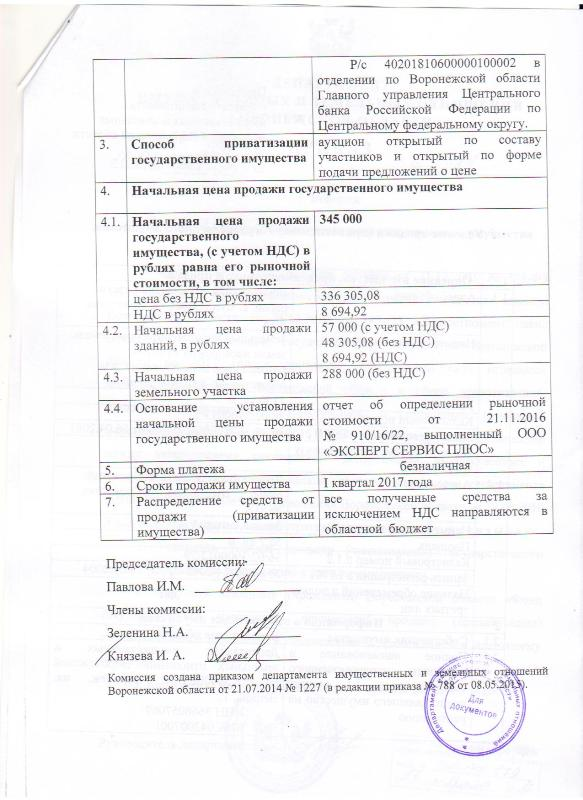 Р/с 40201810600000100002 в
отделении по Воронежской области
Главного управления Центрального
банка Российской Федерации по
Центральному федеральному округу.
3. Способ приватизации
государственного имущества
аукцион открытый по составу
участников и открытый по форме
подачи предложений о цене
4. Начальная цена продажи государственного имущества
4.1. Начальная цена продажи
государственного
имущества, (с учетом НДС) в
рублях равна его рыночной
стоимости, в том числе:
345 000
цена без НДС в рублях 336 305,08
НДС в рублях 8 694,92
4.2. Начальная цена продажи
зданий, в рублях
57 000 (с учетом НДС)
48 305,08 (без НДС)
8 694,92 (НДС)
4.3. Начальная цена продажи
земельного участка
288 000 (без НДС)
4.4. Основание установления
начальной цены продажи
государственного имущества
отчет об определении рыночной
стоимости от 21.11.2016
№ 910/16/22, выполненный ООО
«ЭКСПЕРТ СЕРВИС ПЛЮС»
5. Форма платежа безналичная
6. Сроки продажи имущества I квартал 2017 года
7. Распределение средств от
продажи (приватизации
имущества)
все полученные средства за
исключением НДС направляются в
областной бюджет
Председатель комиссии:
Павлова И.М.
Члены комиссии:
Зеленина Н.А.
Князева И. А.
Комиссия создана приказом департамента имущественных и земельных отношений
Воронежской области от 21.07.2014 № 1227 (в редакции приказа № 788 от 08.05.2015).
Для
документов